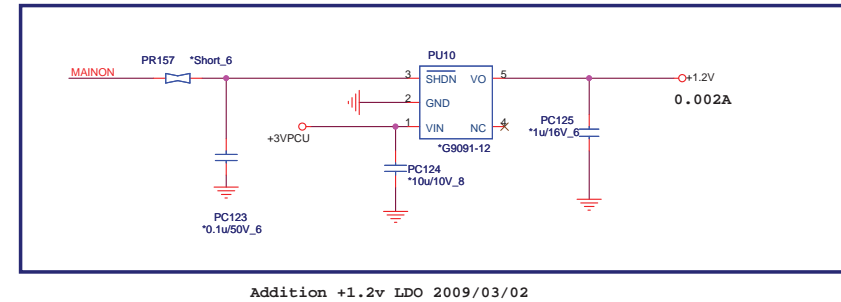 PU10
PR157 *Short_6
MAINON
3 SHDN VO 5
+1.2V
0.002A
2 GND
1 VIN NC 4
+3VPCU
*G9091-12
PC125
*1u/16V_6
PC124
*10u/10V_8
PC123
*0.1u/50V_6
Addition +1.2v LDO 2009/03/02